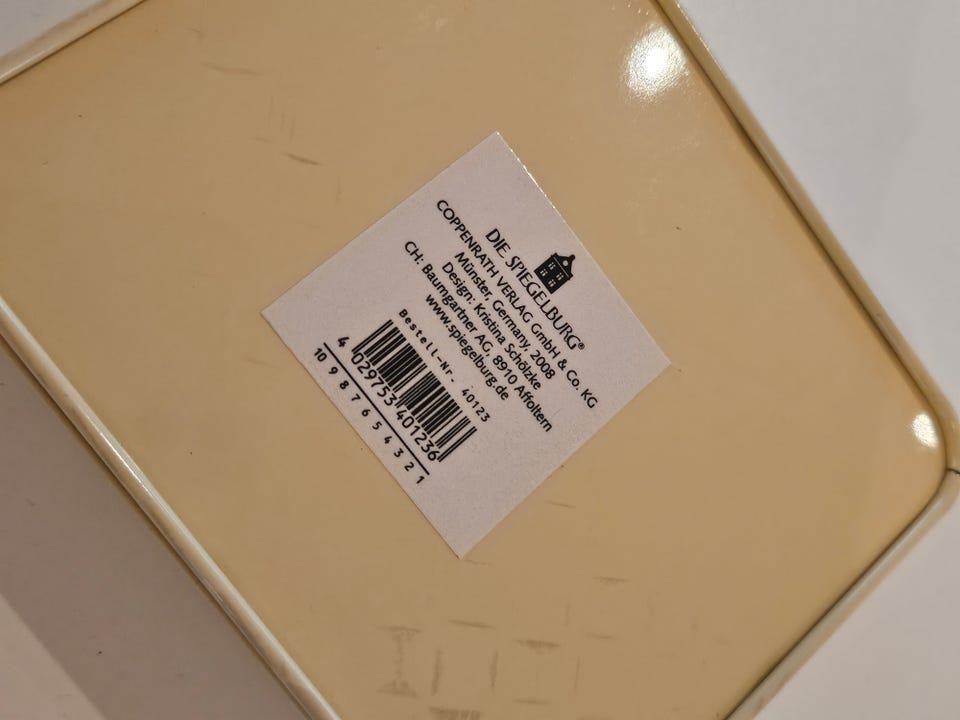 DIE SPIEGELBURG®
COPPENRATH VERLAG GmbH & Co. KG
Münster, Germany, 2008
Design: Kristina Schölzke
CH: Baumgartner AG, 8910 Affoltern
www.spiegelburg.de
Bestell-Nr. 40123
4 029753 401236
10 9 8 7 6 5 4 3 2 1